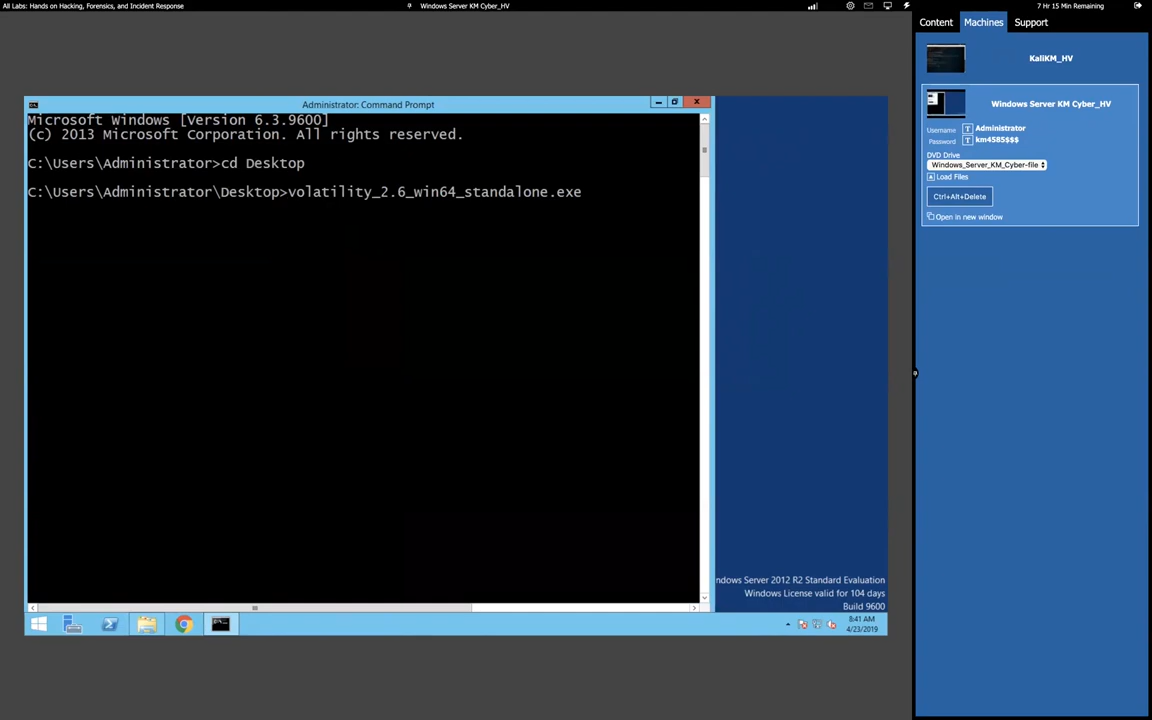 All Labs: Hands on Hacking, Forensics, and Incident Response
Windows Server KM Cyber_HV
7 Hr 15 Min Remaining
Content
Machines
Support
KaliKM_HV
Windows Server KM Cyber_HV
Username
Administrator
Password
km4585$$$
DVD Drive
Windows_Server_KM_Cyber-file
Load Files
Ctrl+Alt+Delete
Open in new window
Administrator: Command Prompt
Microsoft Windows [Version 6.3.9600]
(c) 2013 Microsoft Corporation. All rights reserved.
C:\Users\Administrator>cd Desktop
C:\Users\Administrator\Desktop>volatility_2.6_win64_standalone.exe
ndows Server 2012 R2 Standard Evaluation
Windows License valid for 104 days
Build 9600
8:41 AM
4/23/2019